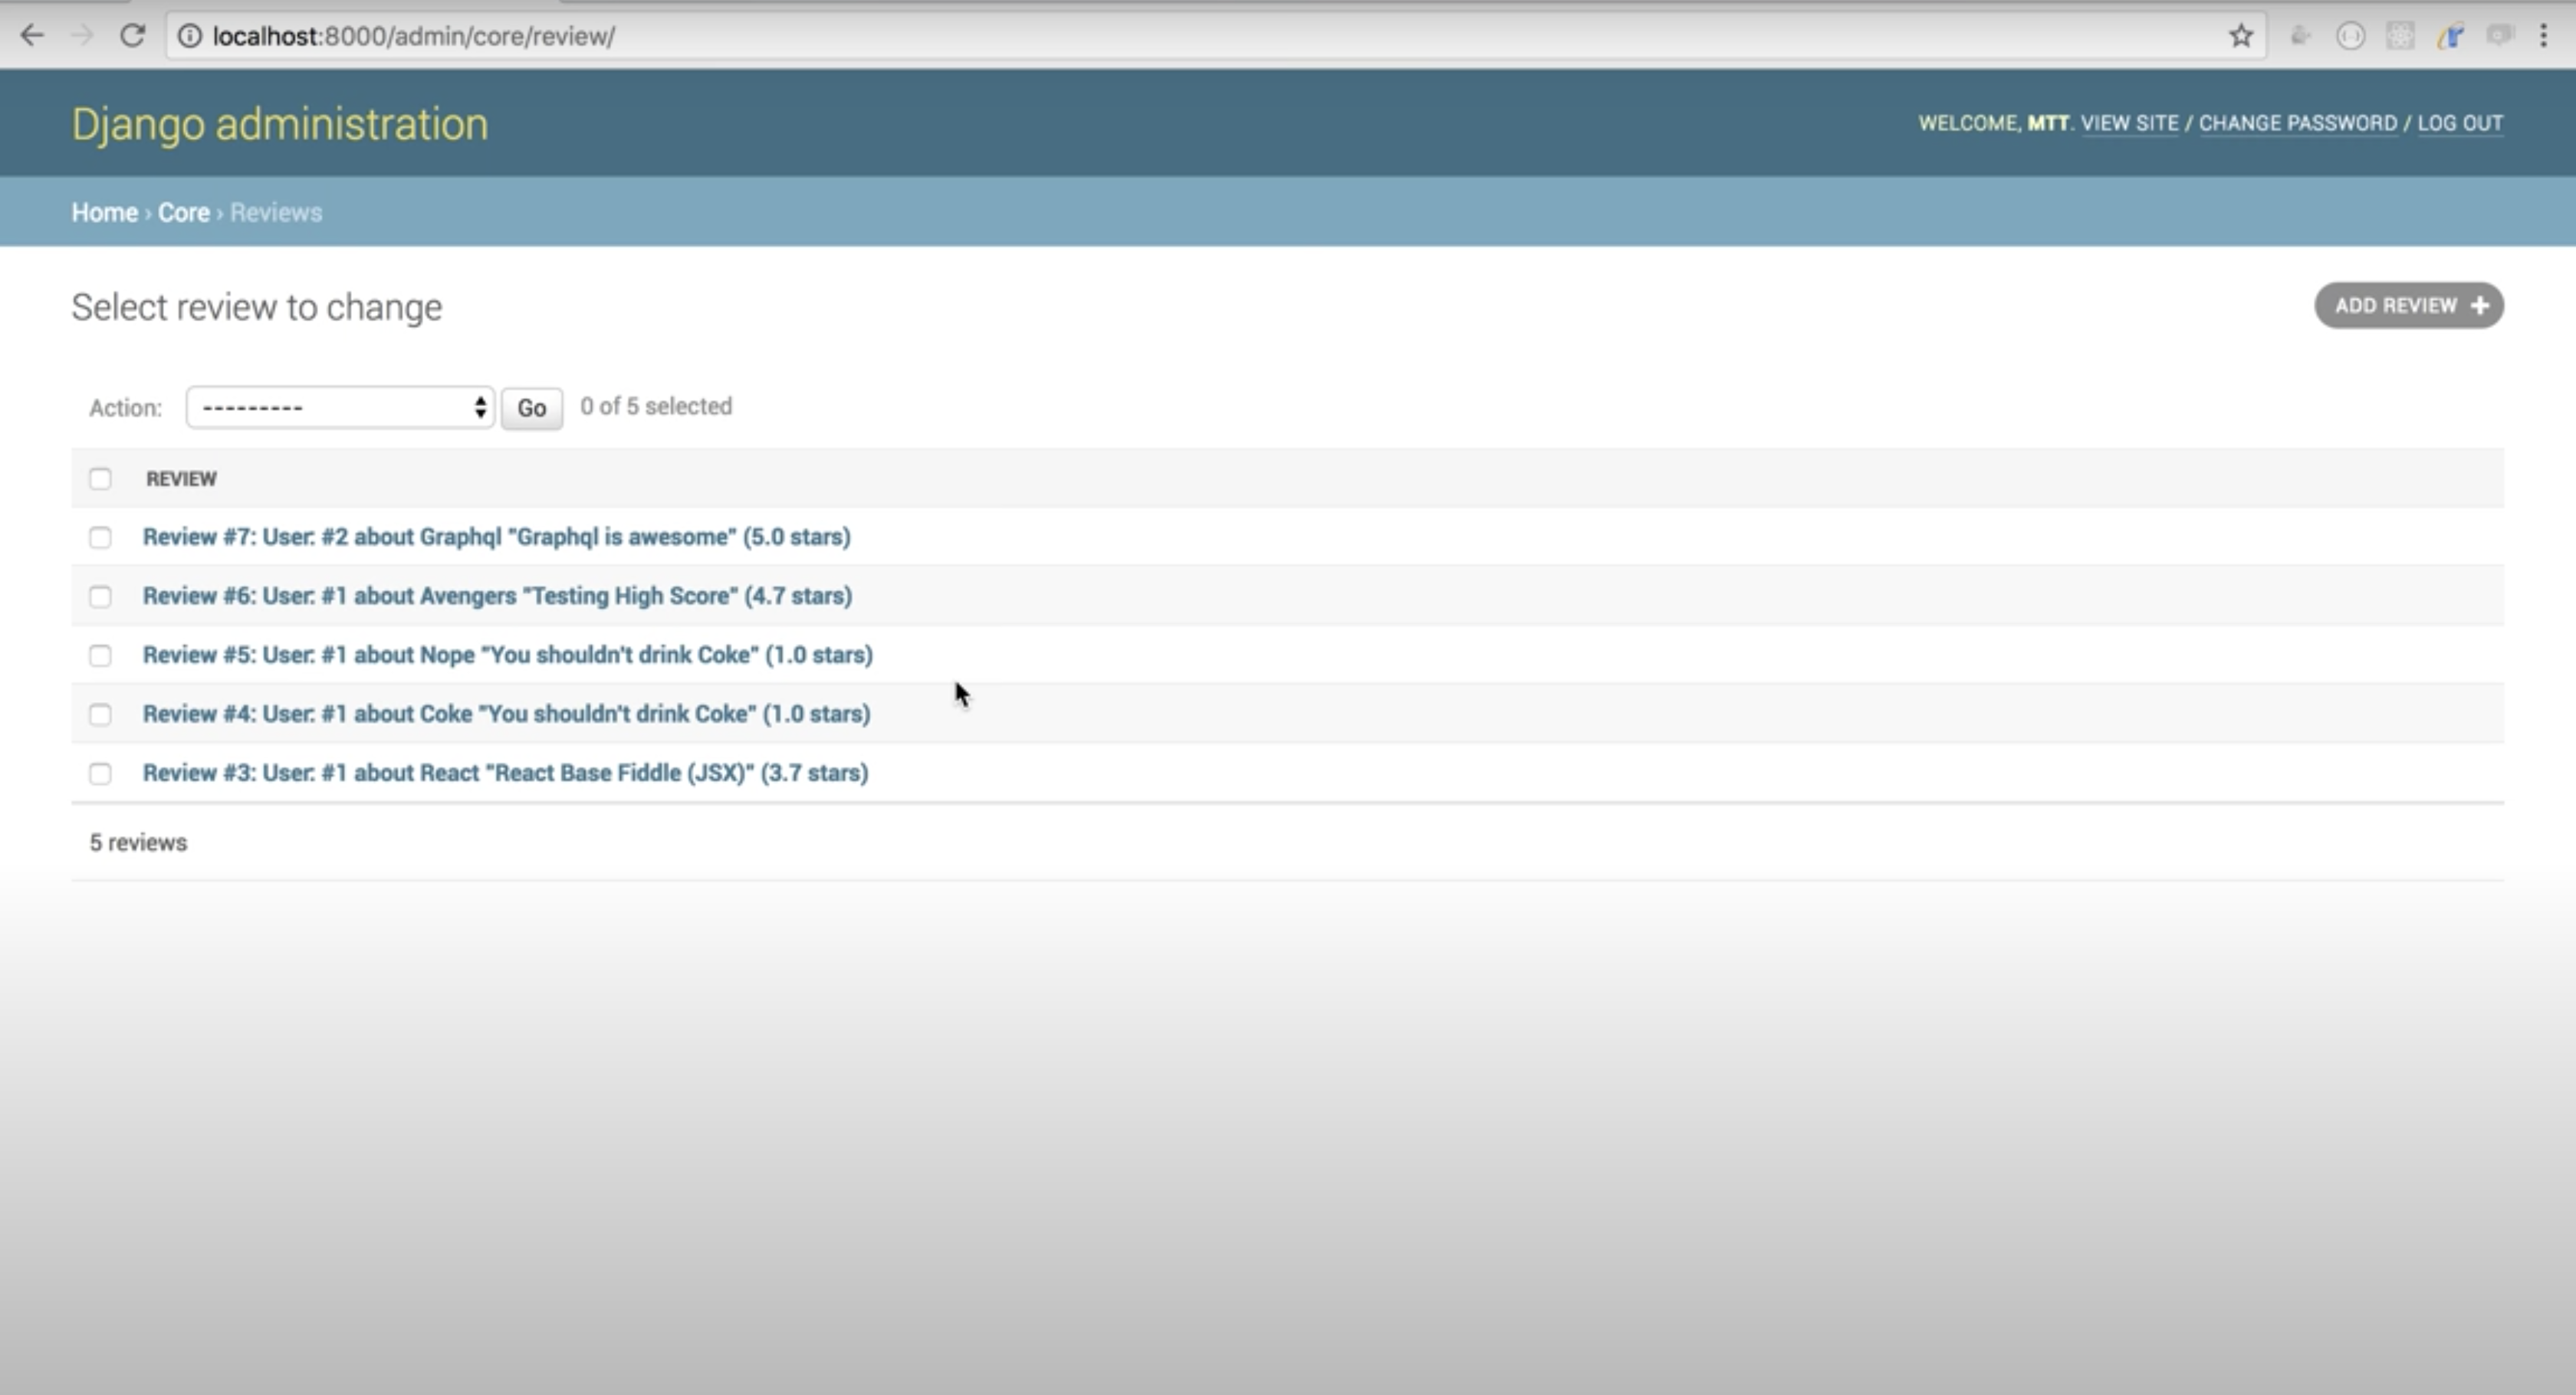 localhost:8000/admin/core/review/
Django administration
WELCOME, MTT. VIEW SITE / CHANGE PASSWORD / LOG OUT
Home › Core › Reviews
Select review to change
ADD REVIEW +
Action: --------- Go 0 of 5 selected
REVIEW
Review #7: User: #2 about Graphql "Graphql is awesome" (5.0 stars)
Review #6: User: #1 about Avengers "Testing High Score" (4.7 stars)
Review #5: User: #1 about Nope "You shouldn't drink Coke" (1.0 stars)
Review #4: User: #1 about Coke "You shouldn't drink Coke" (1.0 stars)
Review #3: User: #1 about React "React Base Fiddle (JSX)" (3.7 stars)
5 reviews